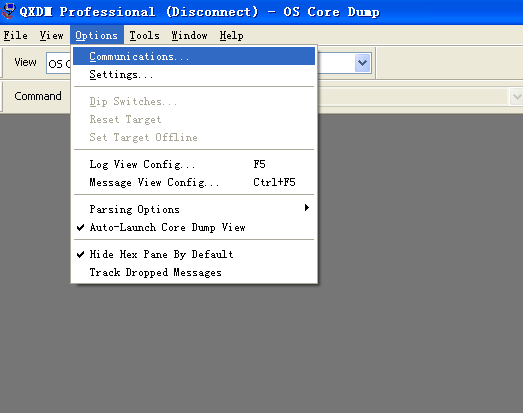 QXDM Professional (Disconnect) - OS Core Dump
File View Options Tools Window Help
View OS C
Communications...
Settings...
Command
Dip Switches...
Reset Target
Set Target Offline
Log View Config... F5
Message View Config... Ctrl+F5
Parsing Options
Auto-Launch Core Dump View
Hide Hex Pane By Default
Track Dropped Messages